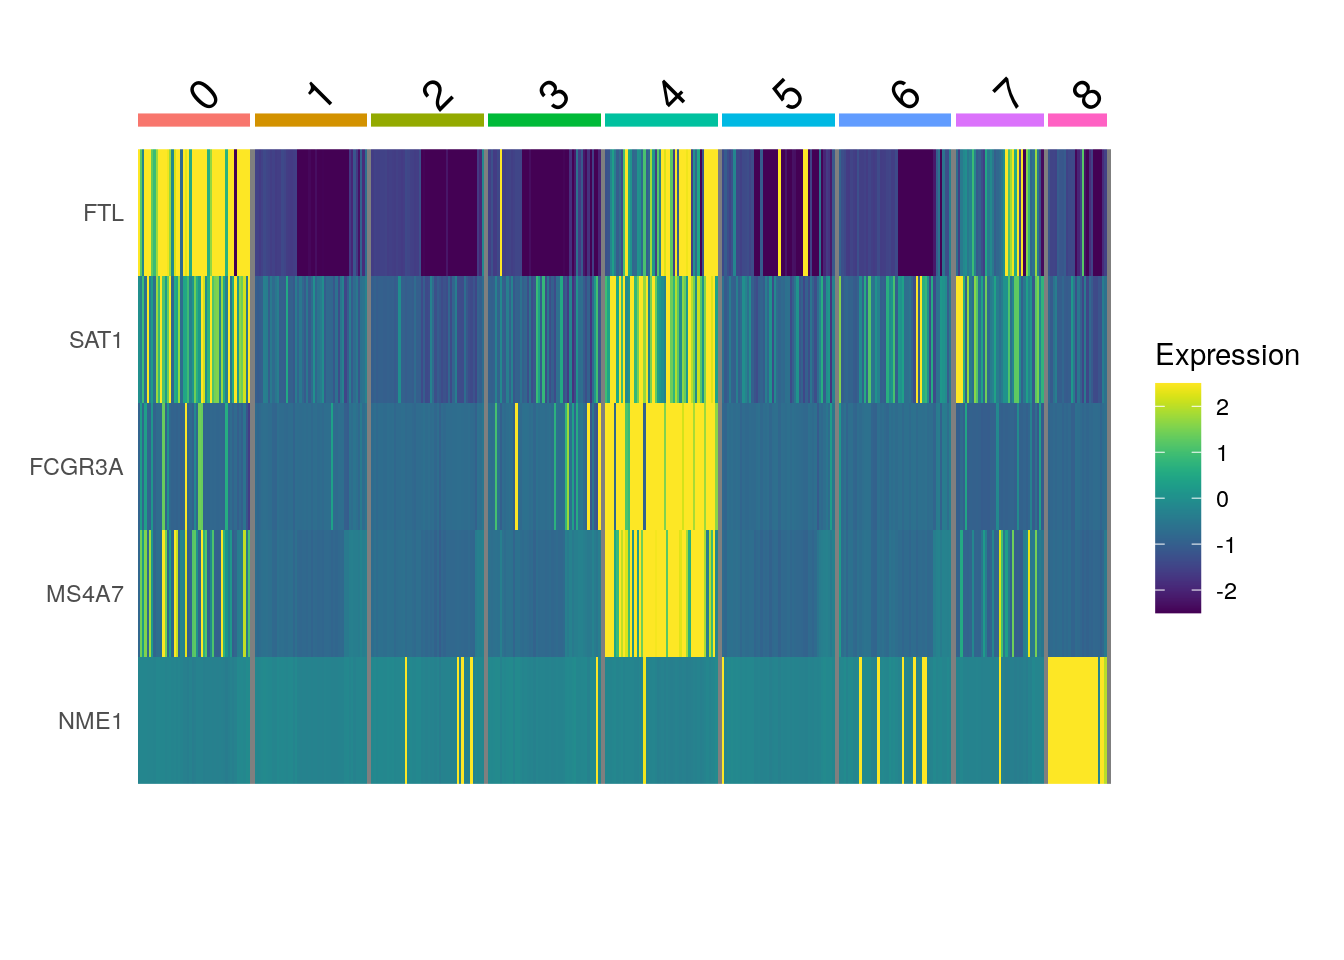 0 1 2 3 4 5 6 7 8
FTL
SAT1
FCGR3A
MS4A7
NME1
Expression
2
1
0
-1
-2